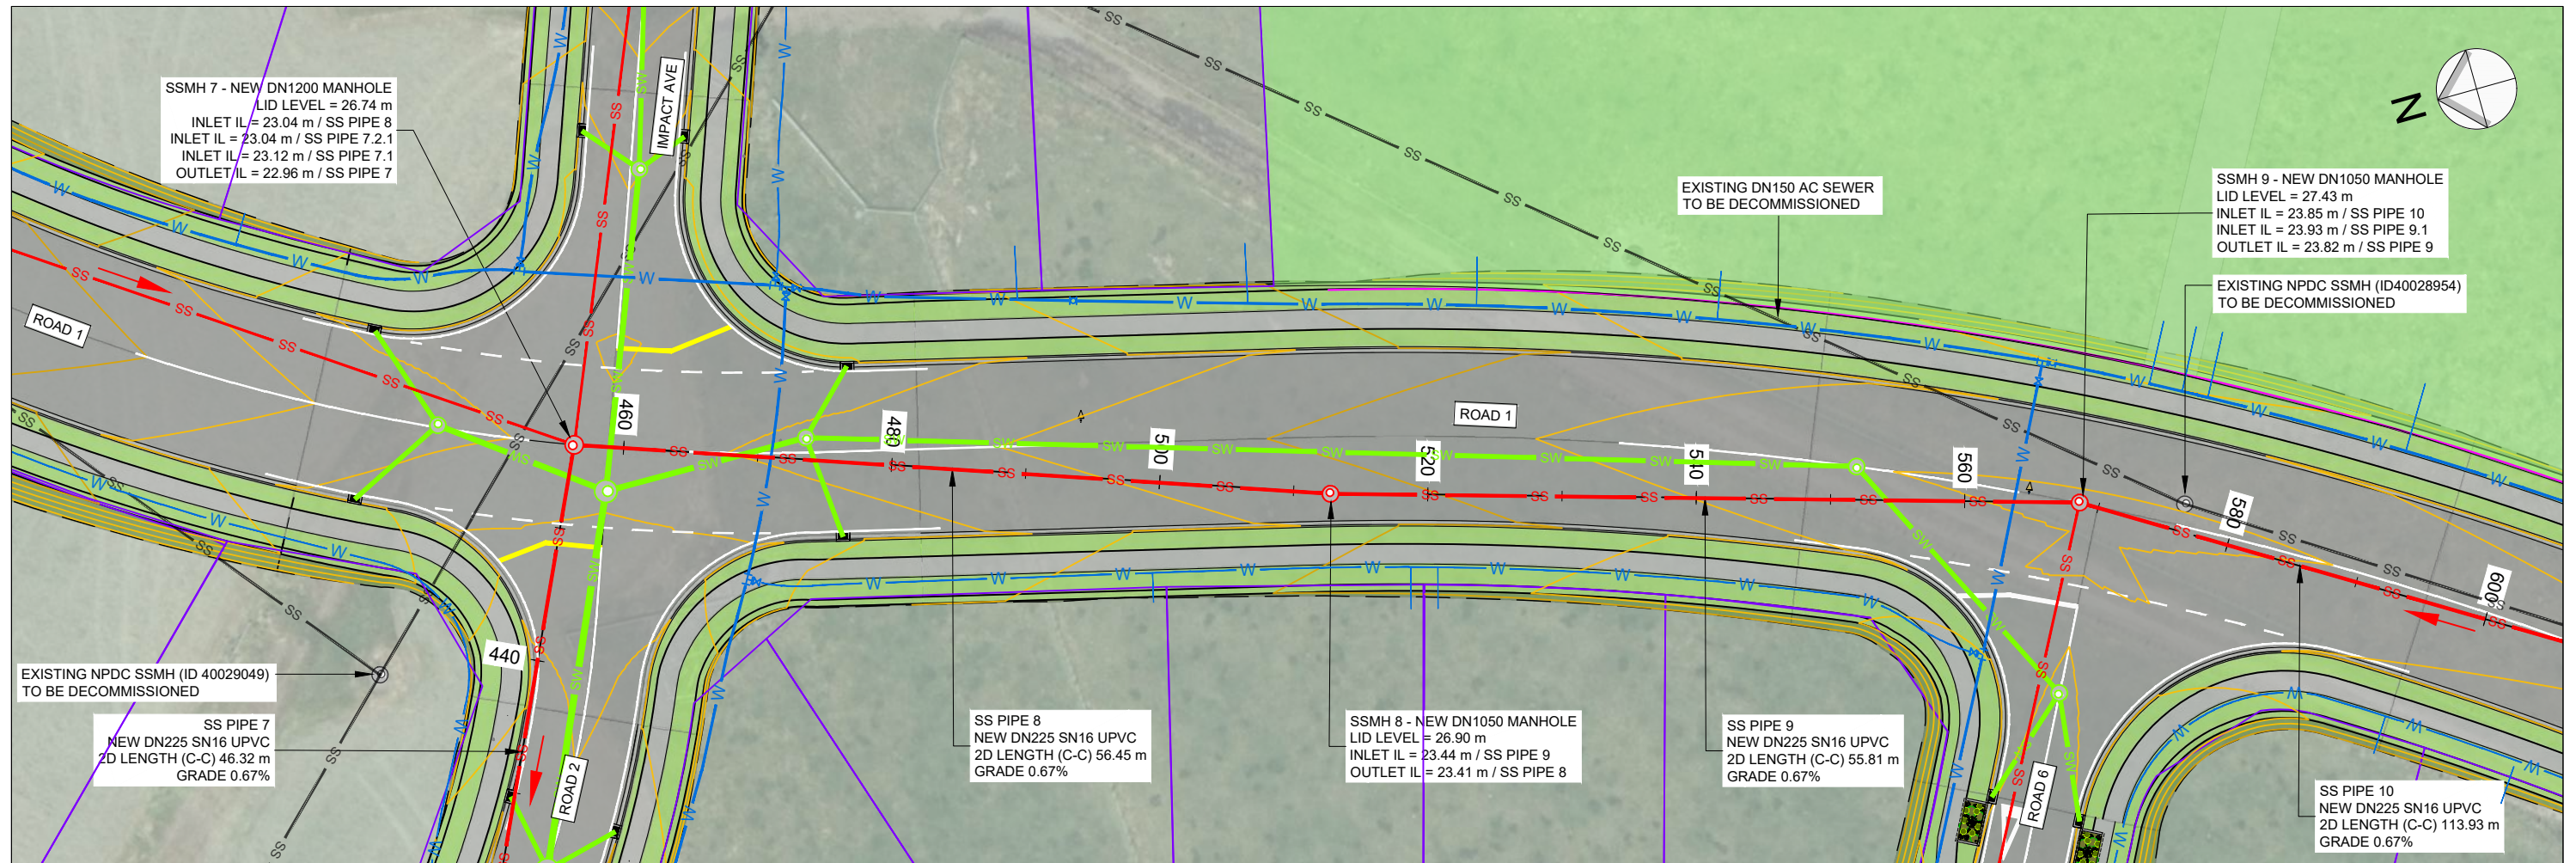 SSMH 7 - NEW DN1200 MANHOLE
LID LEVEL = 26.74 m
INLET IL = 23.04 m / SS PIPE 8
INLET IL = 23.04 m / SS PIPE 7.2.1
INLET IL = 23.12 m / SS PIPE 7.1
OUTLET IL = 22.96 m / SS PIPE 7
IMPACT AVE
N
EXISTING DN150 AC SEWER
TO BE DECOMMISSIONED
SSMH 9 - NEW DN1050 MANHOLE
LID LEVEL = 27.43 m
INLET IL = 23.85 m / SS PIPE 10
INLET IL = 23.93 m / SS PIPE 9.1
OUTLET IL = 23.82 m / SS PIPE 9
EXISTING NPDC SSMH (ID40028954)
TO BE DECOMMISSIONED
ROAD 1
ROAD 1
460
480
500
520
540
560
580
600
440
EXISTING NPDC SSMH (ID 40029049)
TO BE DECOMMISSIONED
SS PIPE 7
NEW DN225 SN16 UPVC
2D LENGTH (C-C) 46.32 m
GRADE 0.67%
ROAD 2
SS PIPE 8
NEW DN225 SN16 UPVC
2D LENGTH (C-C) 56.45 m
GRADE 0.67%
SSMH 8 - NEW DN1050 MANHOLE
LID LEVEL = 26.90 m
INLET IL = 23.44 m / SS PIPE 9
OUTLET IL = 23.41 m / SS PIPE 8
SS PIPE 9
NEW DN225 SN16 UPVC
2D LENGTH (C-C) 55.81 m
GRADE 0.67%
ROAD 6
SS PIPE 10
NEW DN225 SN16 UPVC
2D LENGTH (C-C) 113.93 m
GRADE 0.67%